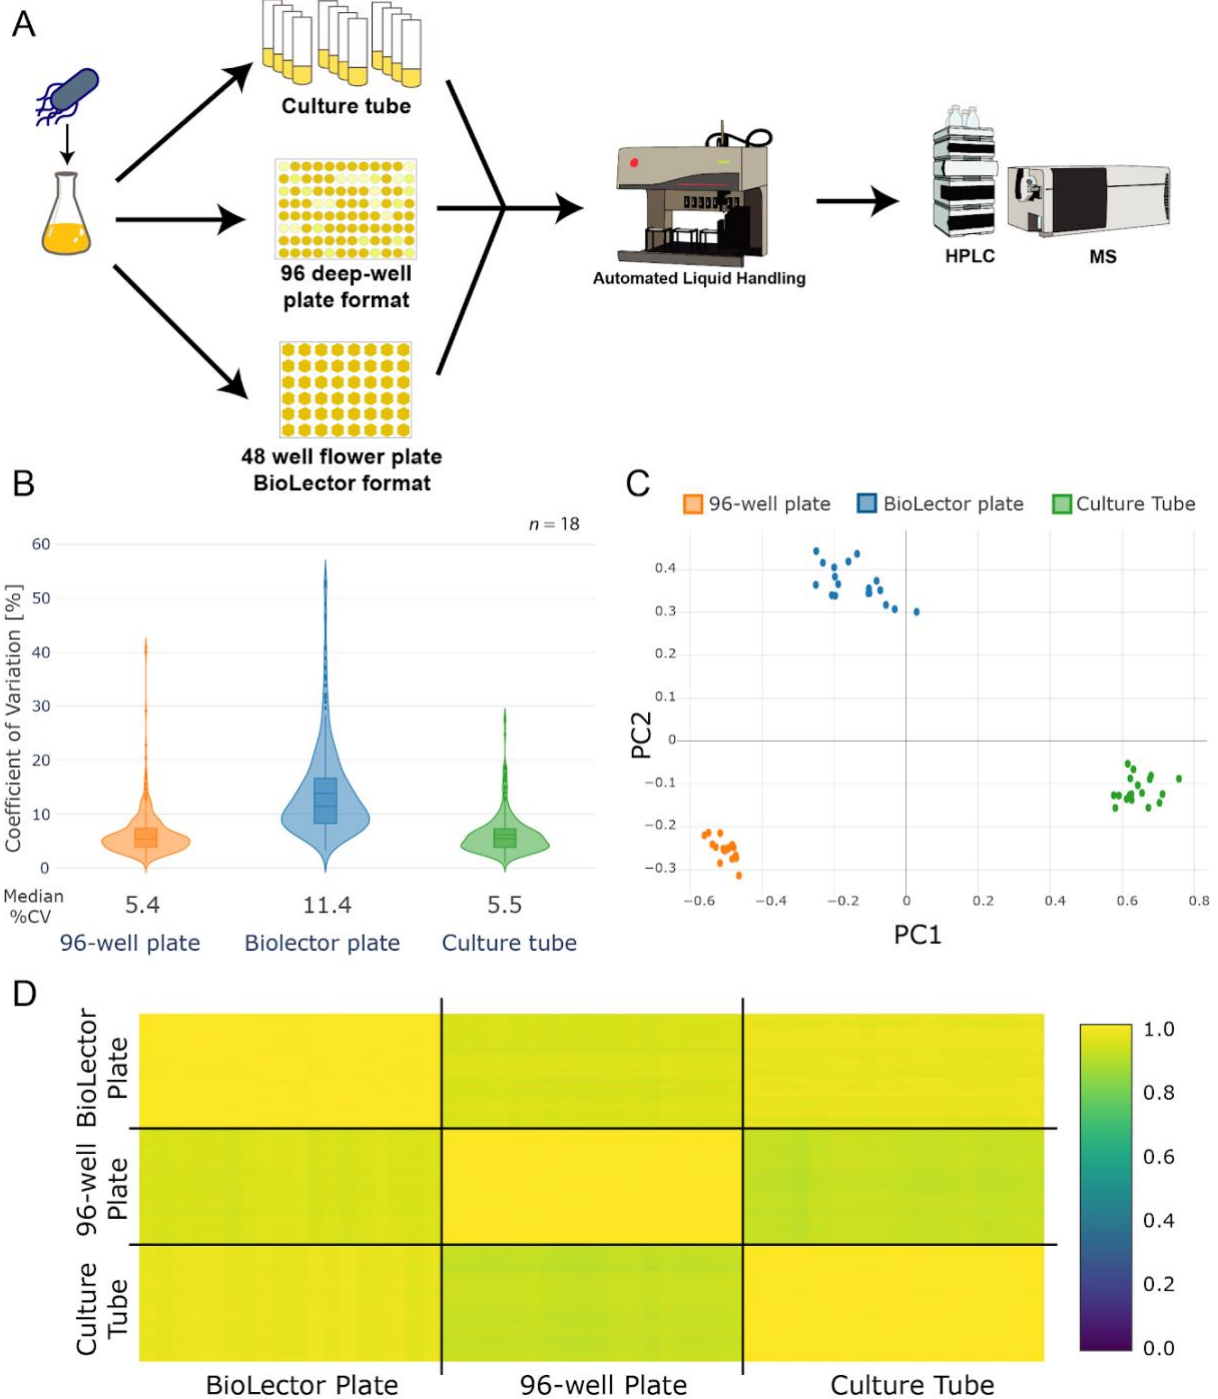 A
Culture tube
96 deep-well
plate format
48 well flower plate
BioLector format
Automated Liquid Handling
HPLC
MS
B
n = 18
Coefficient of Variation [%]
60
50
40
30
20
10
0
Median
%CV
5.4
11.4
5.5
96-well plate
Biolector plate
Culture tube
C
96-well plate
BioLector plate
Culture Tube
PC2
0.4
0.3
0.2
0.1
0
−0.1
−0.2
−0.3
−0.6
−0.4
−0.2
0
0.2
0.4
0.6
0.8
PC1
D
BioLector
Plate
96-well
Plate
Culture
Tube
BioLector Plate
96-well Plate
Culture Tube
1.0
0.8
0.6
0.4
0.2
0.0